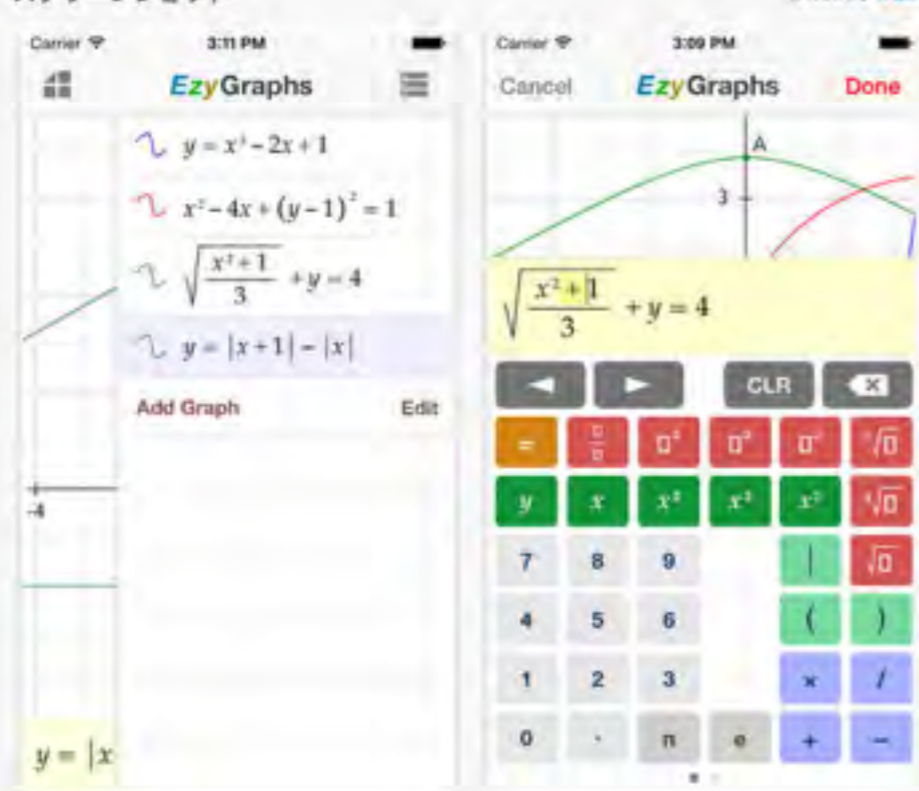 Carrier 3:11 PM
EzyGraphs
y = x³ − 2x + 1
x² − 4x + (y − 1)² = 1
√((x² + 1)/3) + y = 4
y = |x + 1| − |x|
Add Graph Edit
-4
y = |x
Carrier 3:09 PM
Cancel EzyGraphs Done
A
3
√((x² + 1)/3) + y = 4
◄ ► CLR
=
y x x²
7 8 9 | √
4 5 6 ( )
1 2 3 × /
0 . π e + −